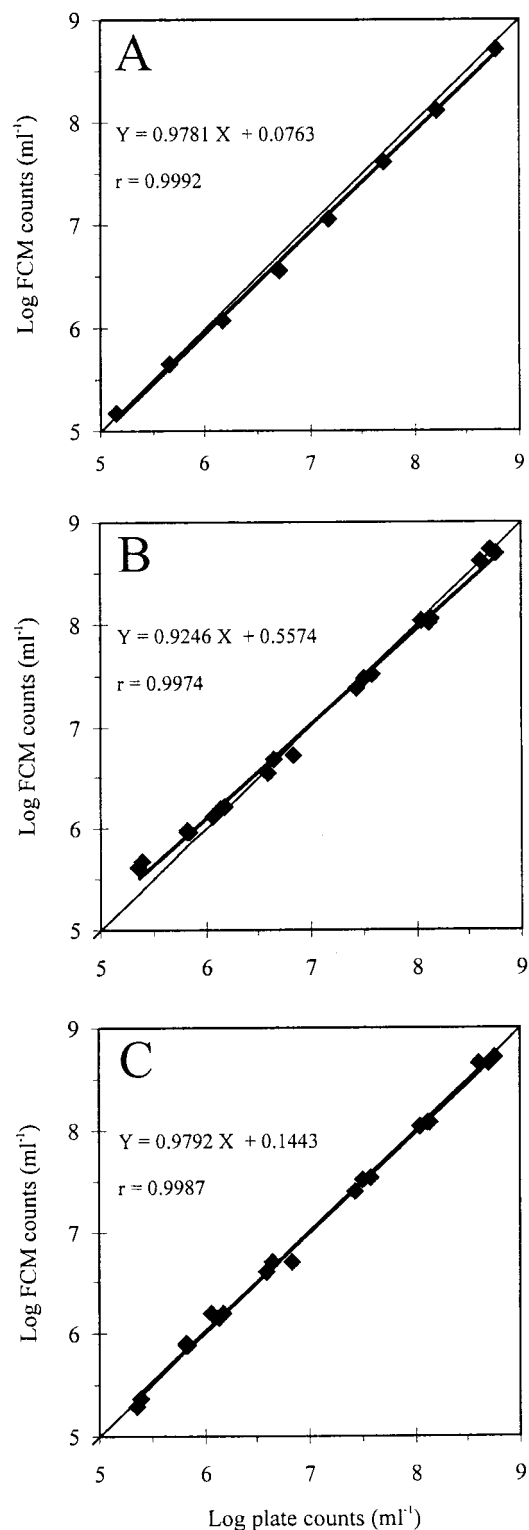 A
Y = 0.9781 X + 0.0763
r = 0.9992
Log FCM counts (ml⁻¹)
9
8
7
6
5
5 6 7 8 9
B
Y = 0.9246 X + 0.5574
r = 0.9974
Log FCM counts (ml⁻¹)
9
8
7
6
5
5 6 7 8 9
C
Y = 0.9792 X + 0.1443
r = 0.9987
Log FCM counts (ml⁻¹)
9
8
7
6
5
5 6 7 8 9
Log plate counts (ml⁻¹)